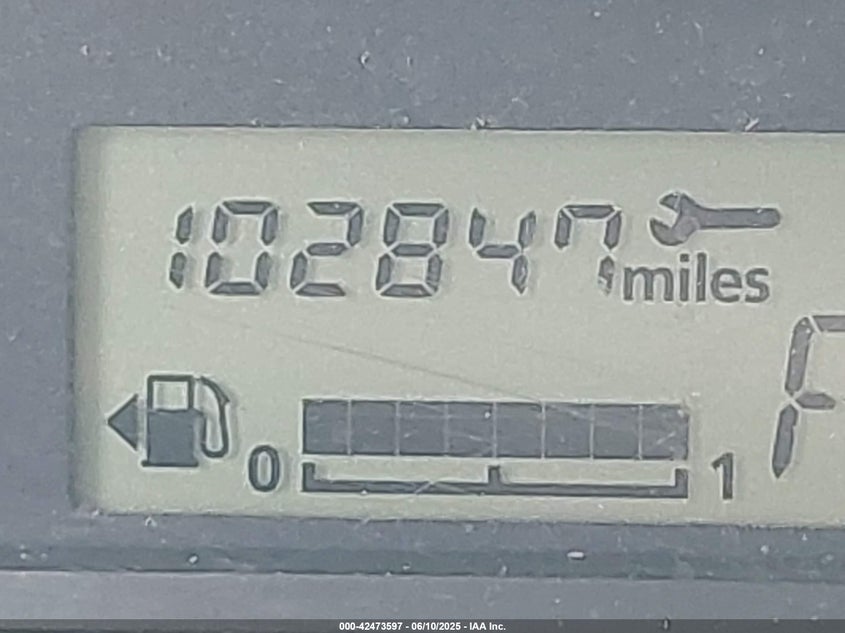 102847 miles
0 1
F
000-42473597 - 06/10/2025 - IAA Inc.